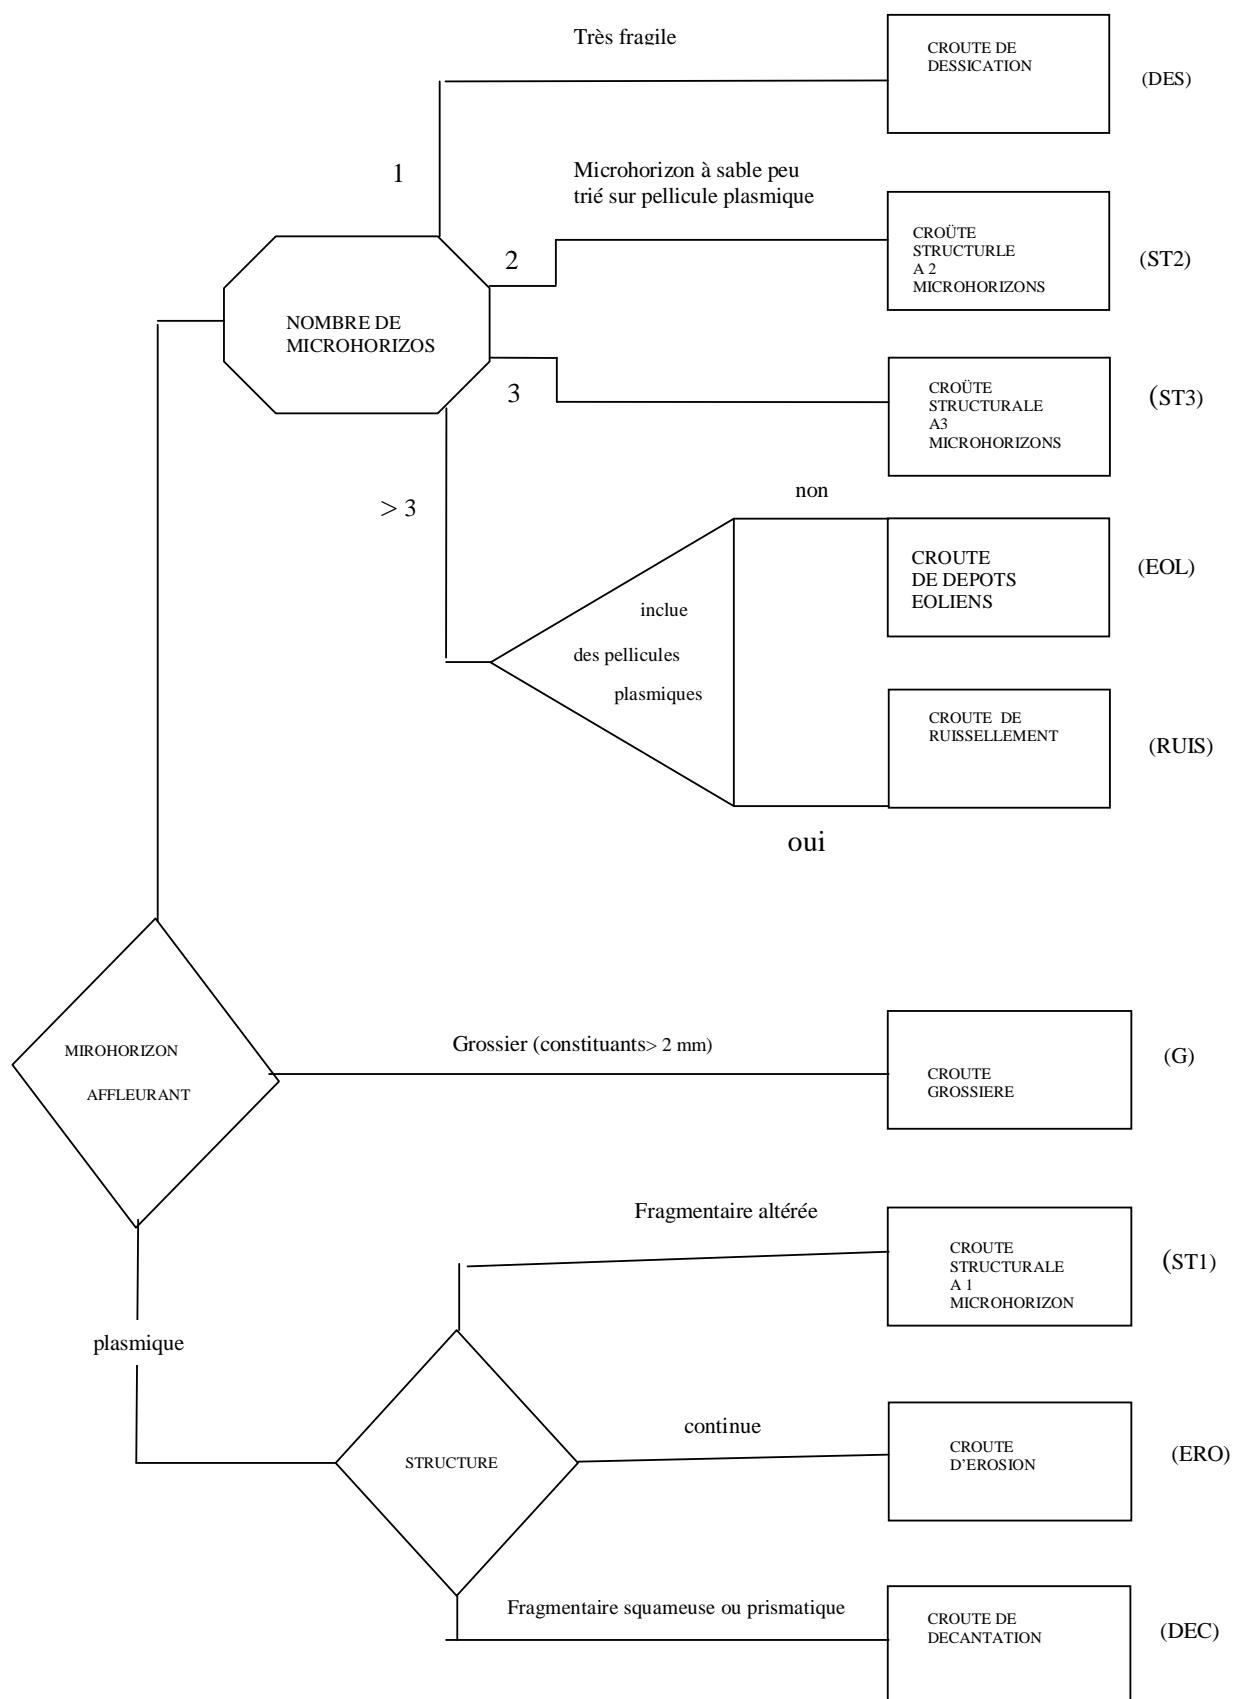 Très fragile
CROUTE DE
DESSICATION
(DES)
1
Microhorizon à sable peu
trié sur pellicule plasmique
2
CROÜTE
STRUCTURLE
A 2
MICROHORIZONS
(ST2)
NOMBRE DE
MICROHORIZOS
3
CROÜTE
STRUCTURALE
A3
MICROHORIZONS
(ST3)
> 3
non
CROUTE
DE DEPOTS
EOLIENS
(EOL)
inclue
des pellicules
plasmiques
CROUTE DE
RUISSELLEMENT
(RUIS)
oui
MIROHORIZON
AFFLEURANT
Grossier (constituants> 2 mm)
CROUTE
GROSSIERE
(G)
Fragmentaire altérée
CROUTE
STRUCTURALE
A 1
MICROHORIZON
(ST1)
plasmique
continue
STRUCTURE
CROUTE
D’EROSION
(ERO)
Fragmentaire squameuse ou prismatique
CROUTE DE
DECANTATION
(DEC)